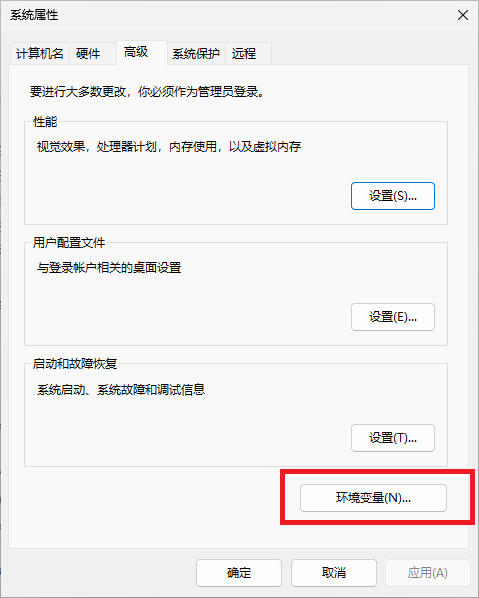 系统属性
计算机名 硬件 高级 系统保护 远程
要进行大多数更改，你必须作为管理员登录。
性能
视觉效果，处理器计划，内存使用，以及虚拟内存
设置(S)...
用户配置文件
与登录帐户相关的桌面设置
设置(E)...
启动和故障恢复
系统启动、系统故障和调试信息
设置(T)...
环境变量(N)...
确定 取消 应用(A)